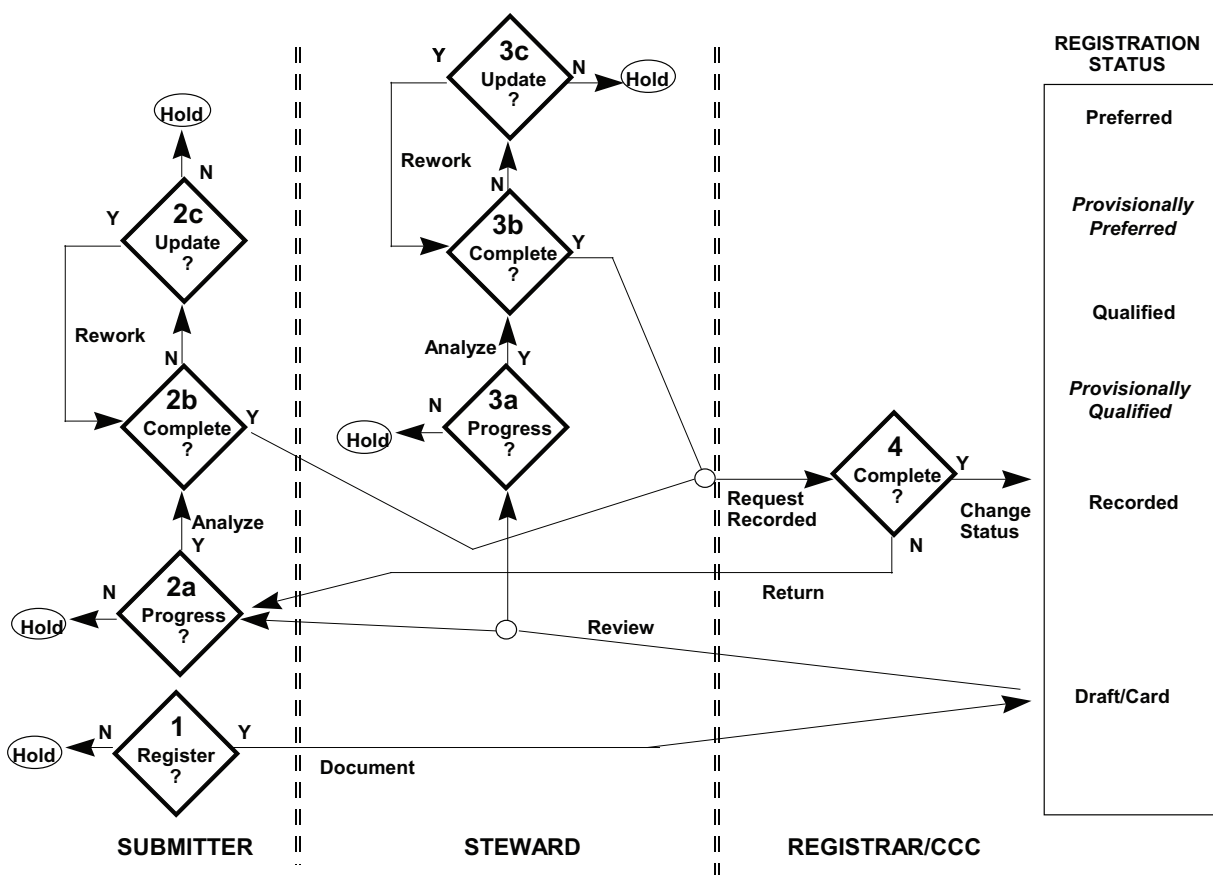 REGISTRATION
STATUS
Y
3c
Update
?
N
Hold
Preferred
Hold
N
Rework
N
Y
2c
Update
?
3b
Complete
?
Y
Provisionally
Preferred
Rework
N
Analyze
Y
Qualified
2b
Complete
?
Y
N
3a
Progress
?
Hold
Provisionally
Qualified
4
Complete
?
Y
Request
Recorded
Change
Status
Recorded
N
Analyze
Y
N
2a
Progress
?
Hold
Return
Review
Draft/Card
N
1
Register
?
Y
Hold
Document
SUBMITTER
STEWARD
REGISTRAR/CCC